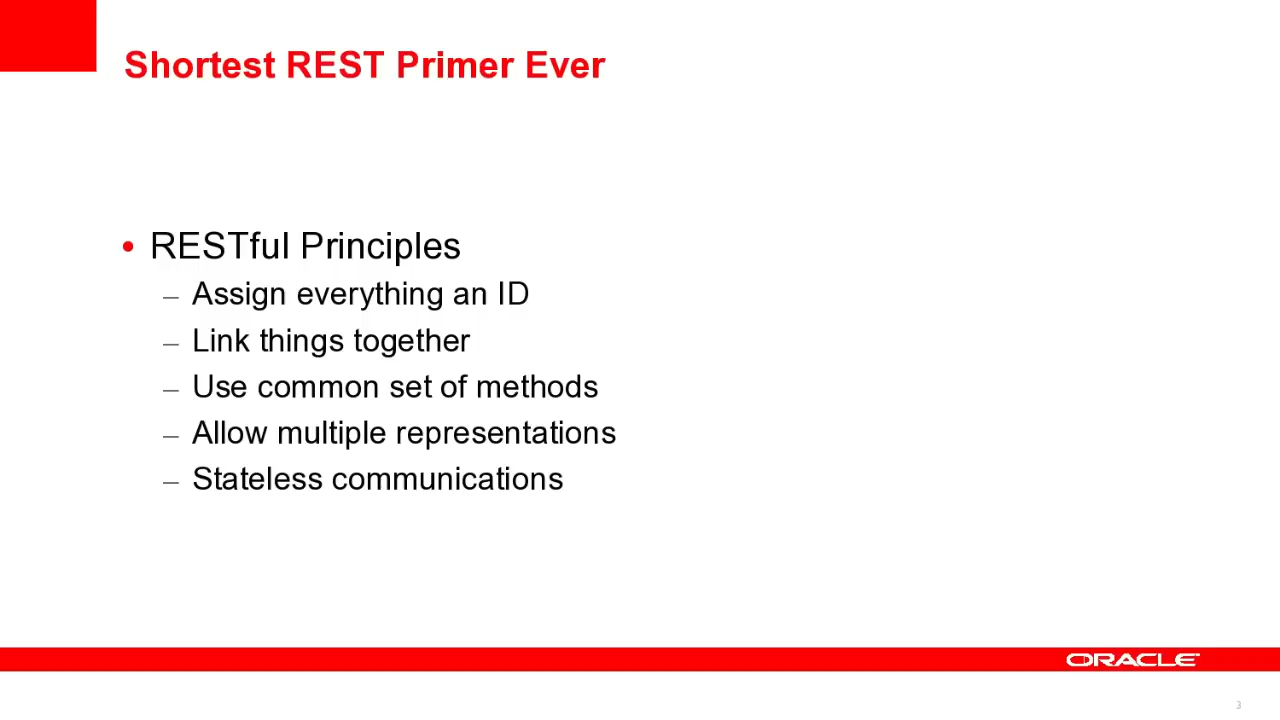 Shortest REST Primer Ever
• RESTful Principles
– Assign everything an ID
– Link things together
– Use common set of methods
– Allow multiple representations
– Stateless communications
ORACLE
3